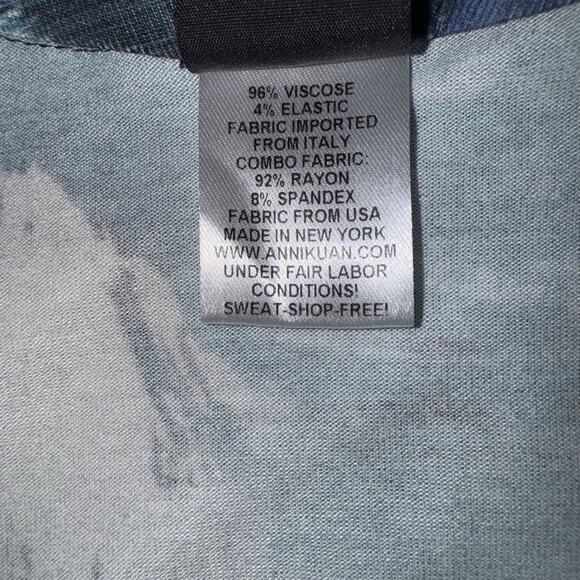 96% VISCOSE
4% ELASTIC
FABRIC IMPORTED
FROM ITALY
COMBO FABRIC:
92% RAYON
8% SPANDEX
FABRIC FROM USA
MADE IN NEW YORK
WWW.ANNIKUAN.COM
UNDER FAIR LABOR
CONDITIONS!
SWEAT-SHOP-FREE!